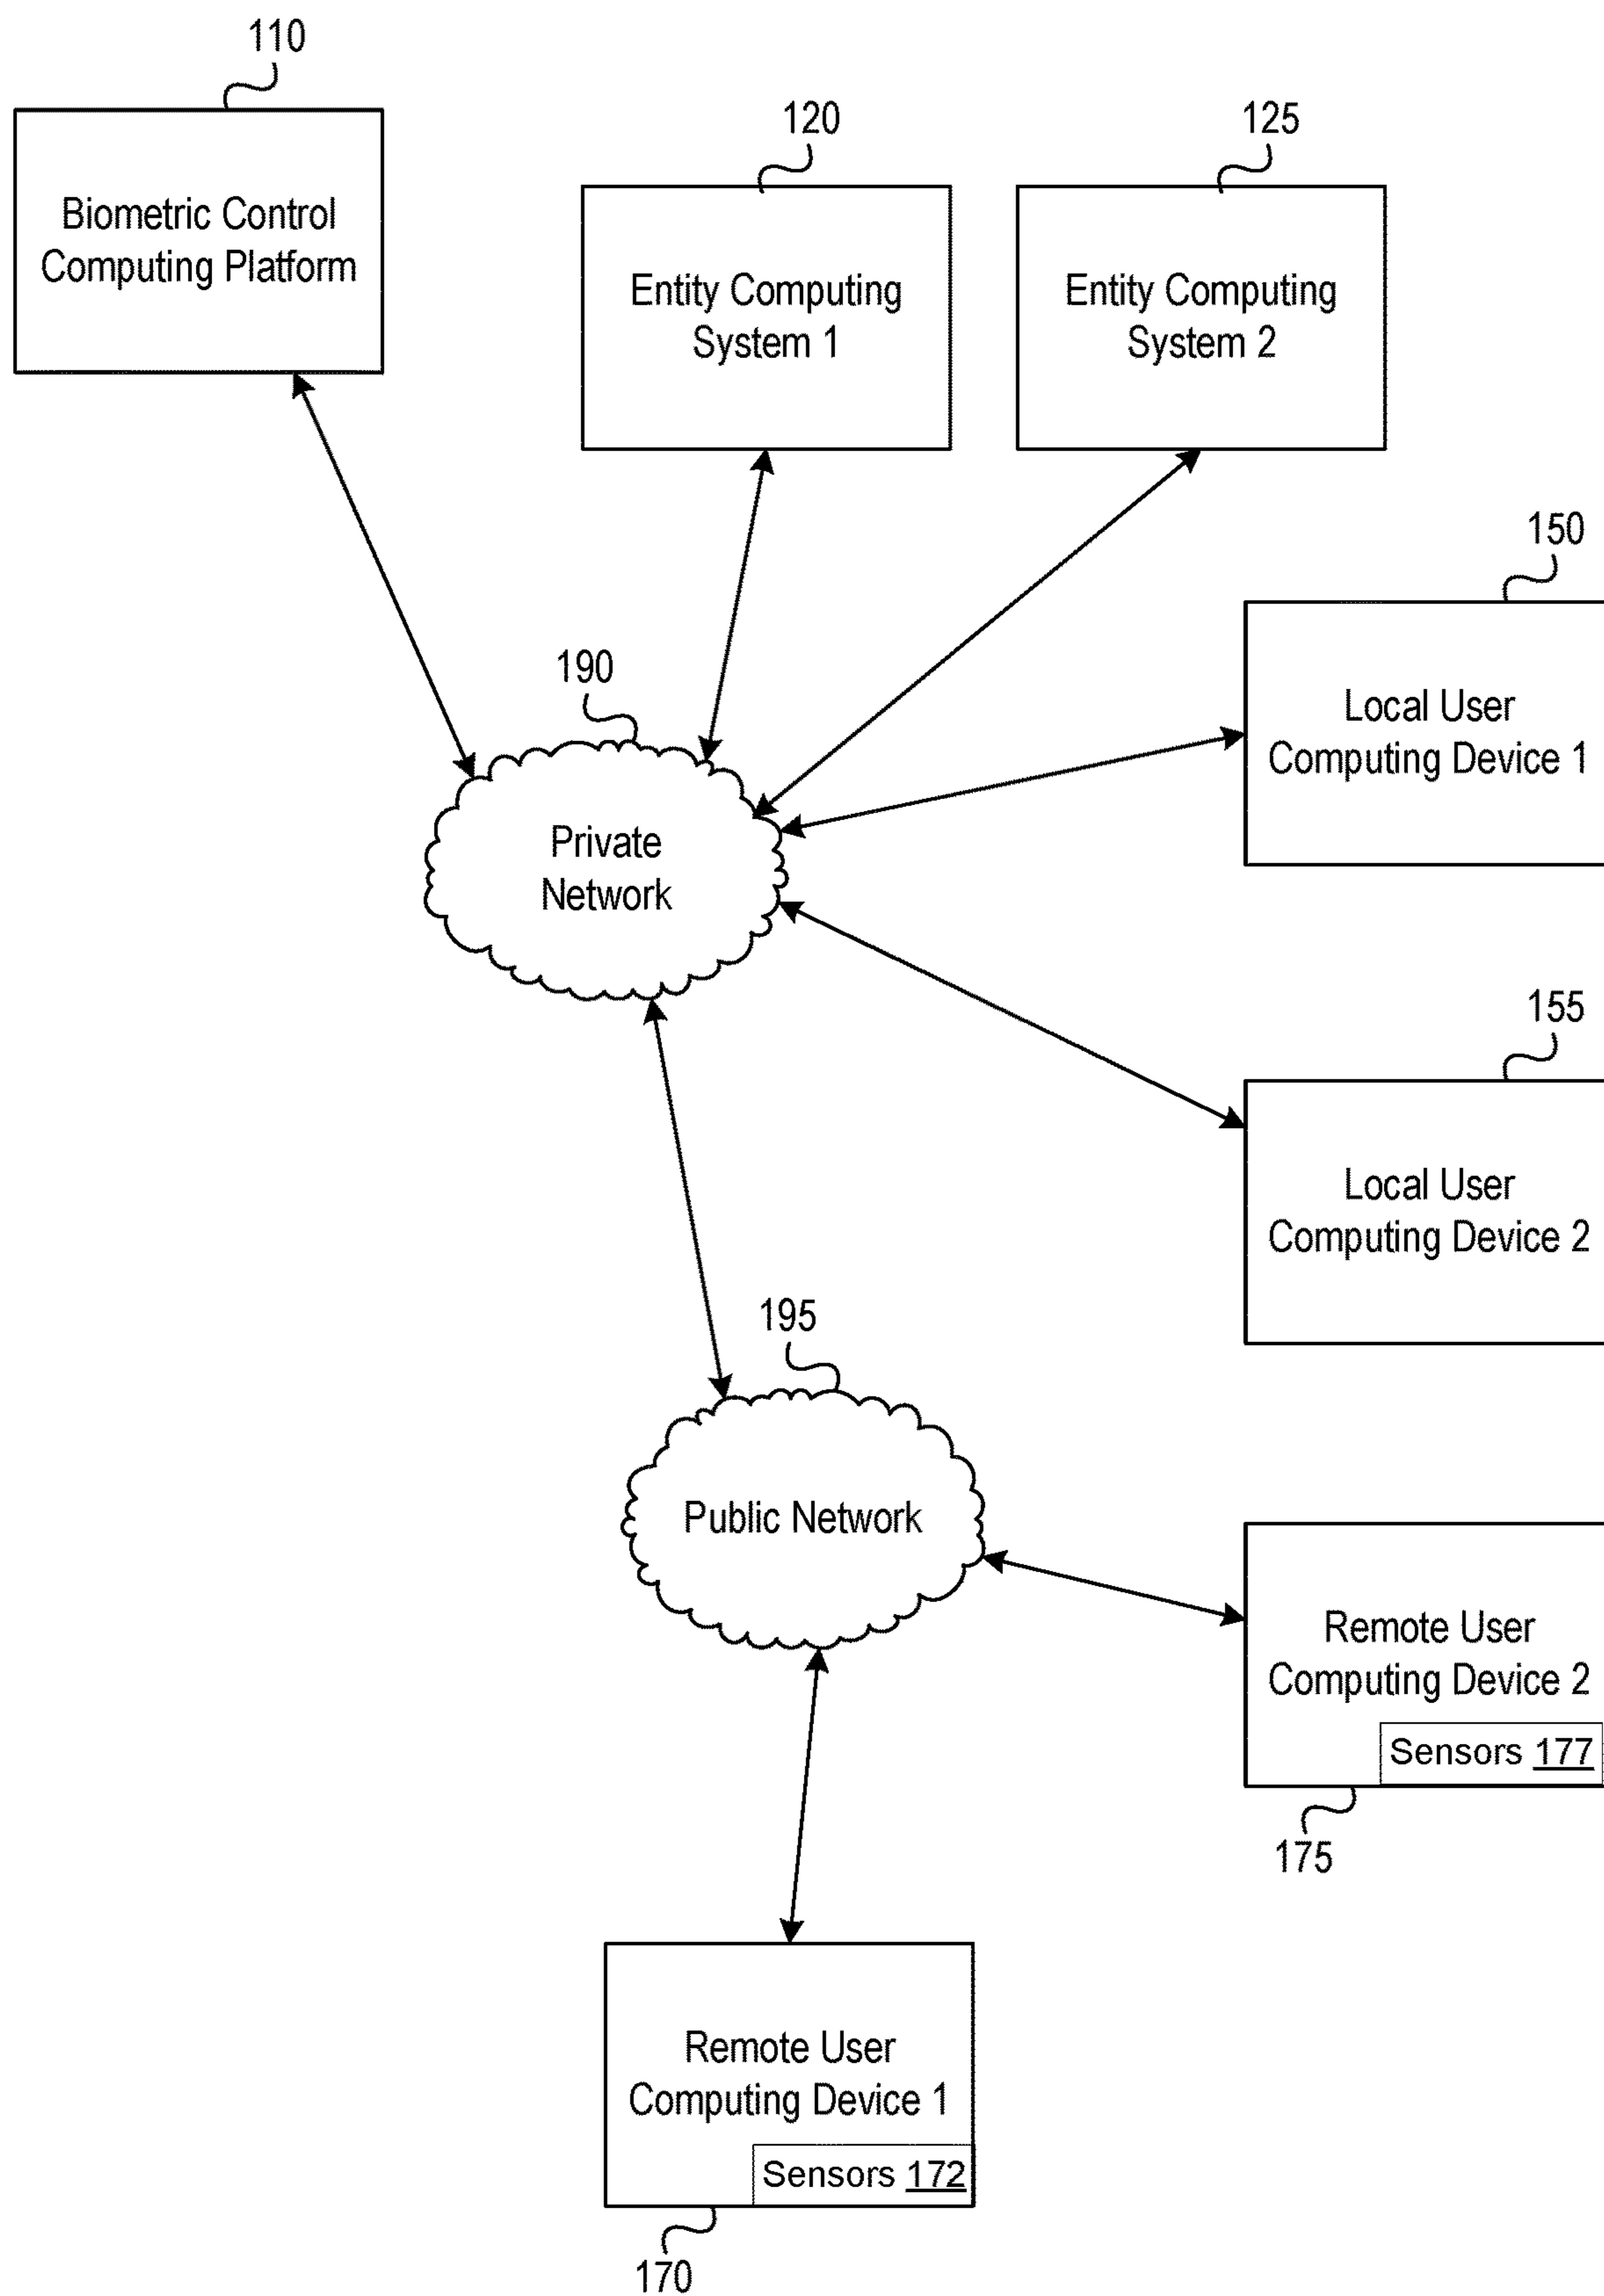 110
Biometric Control
Computing Platform
120
Entity Computing
System 1
125
Entity Computing
System 2
150
Local User
Computing Device 1
190
Private
Network
155
Local User
Computing Device 2
195
Public Network
Remote User
Computing Device 2
Sensors 177
175
Remote User
Computing Device 1
Sensors 172
170